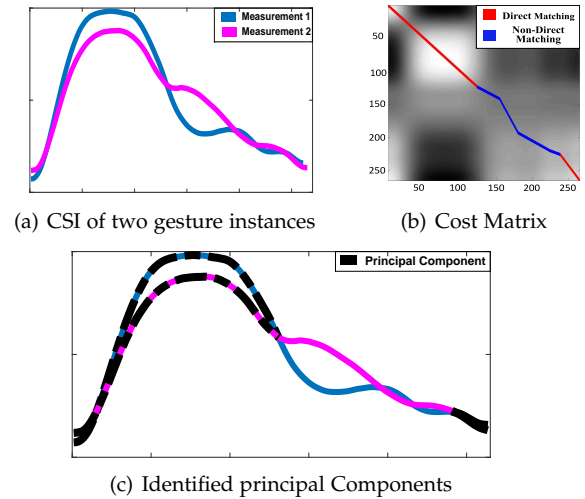 Measurement 1
Measurement 2
(a) CSI of two gesture instances
Direct Matching
Non-Direct
Matching
50
100
150
200
250
50 100 150 200 250
(b) Cost Matrix
Principal Component
(c) Identified principal Components